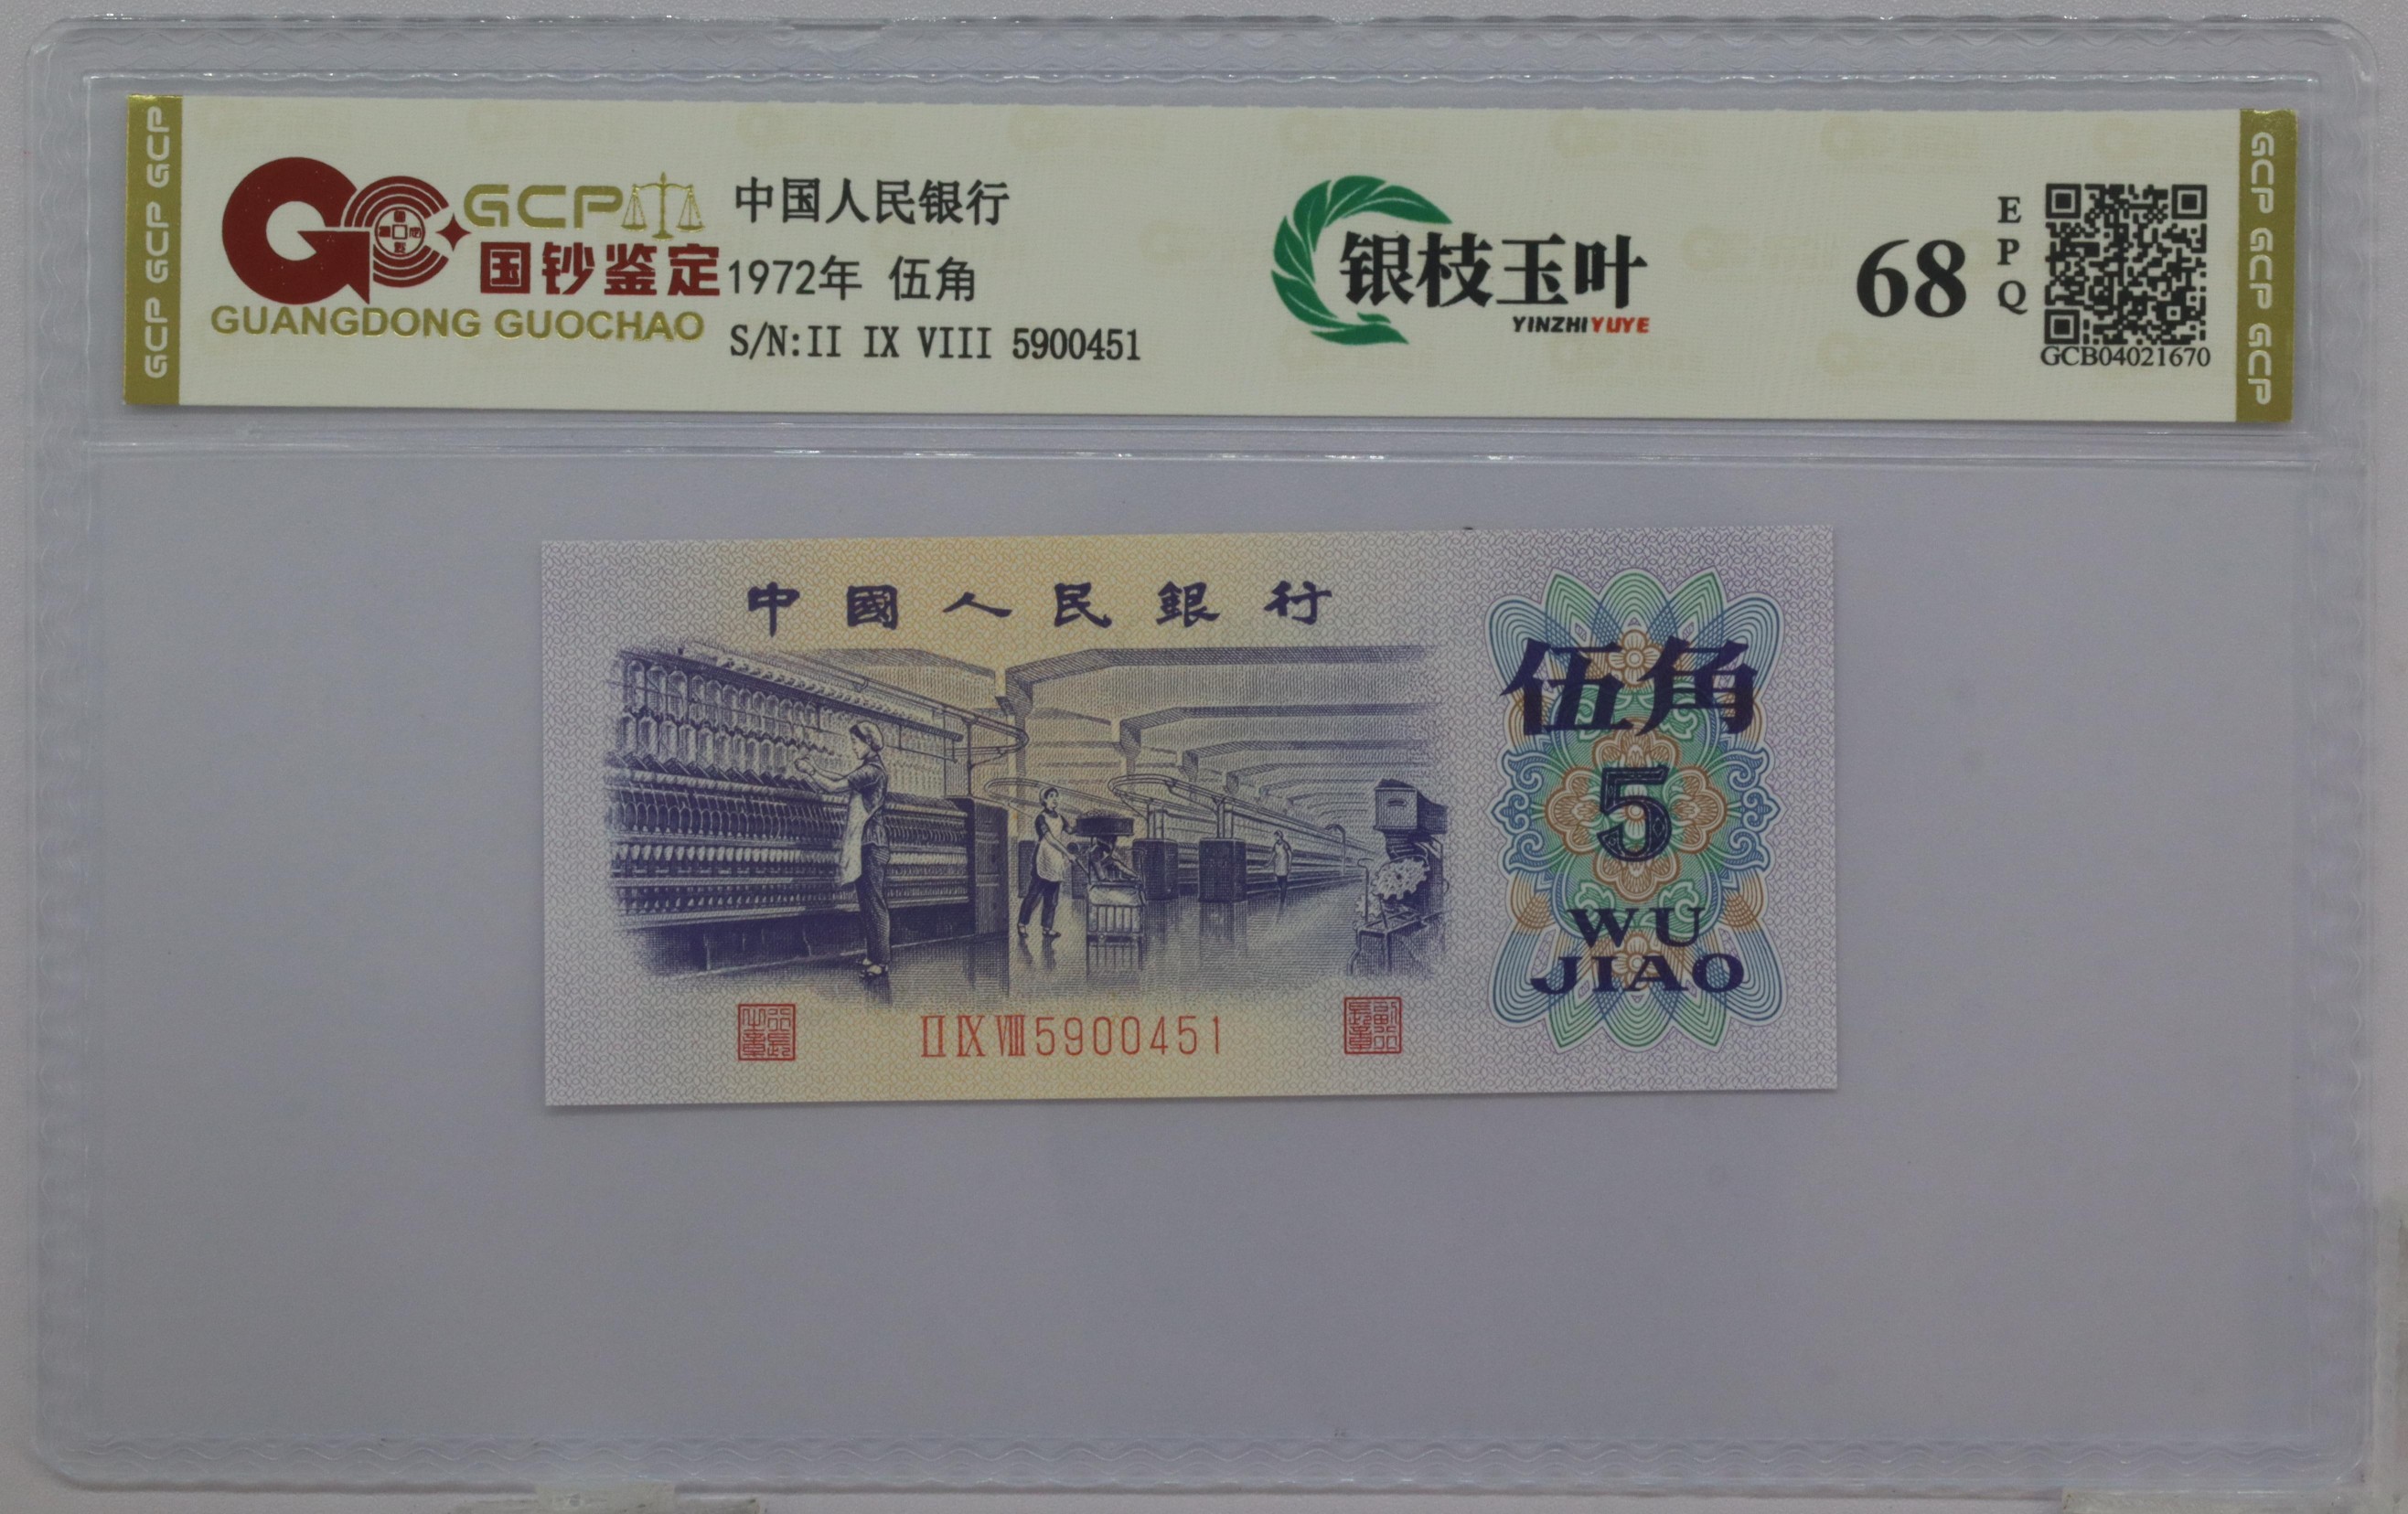 GCP GCP GCP
GCP
国钞鉴定
GUANGDONG GUOCHAO
中国人民银行
1972年 伍角
S/N:II IX VIII 5900451
银枝玉叶
YINZHIYUYE
68
EPQ
GCB04021670
GCP GCP GCP
中國人民銀行
伍角
5
WU
JIAO
II IX VIII 5900451